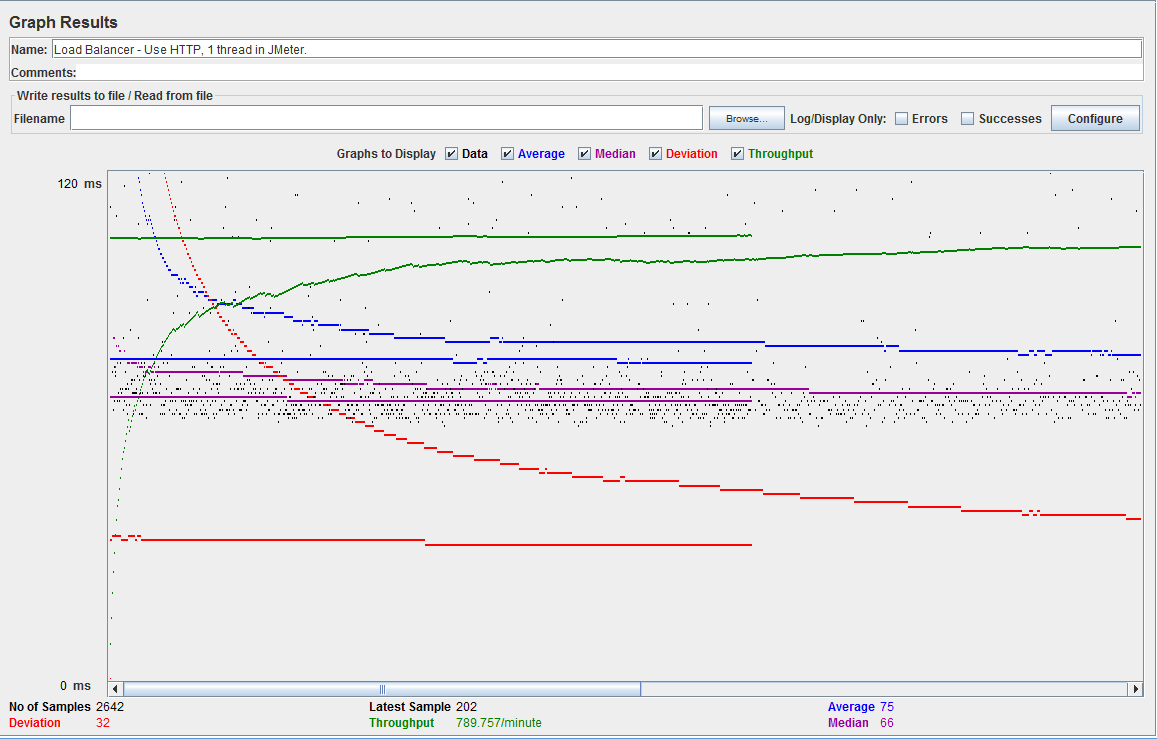 Graph Results
Name: Load Balancer - Use HTTP, 1 thread in JMeter.
Comments:
Write results to file / Read from file
Filename Browse... Log/Display Only: Errors Successes Configure
Graphs to Display Data Average Median Deviation Throughput
120 ms
0 ms
No of Samples 2642 Latest Sample 202 Average 75
Deviation 32 Throughput 789.757/minute Median 66